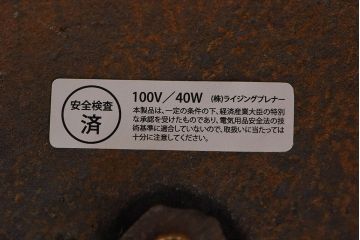 安全検査
済
100V／40W (株)ライジングプレナー
本製品は、一定の条件の下、経済産業大臣の特別
な承認を受けたものであり、電気用品安全法の技
術基準に適合していないので、取扱いに当たっては
十分に注意してください。